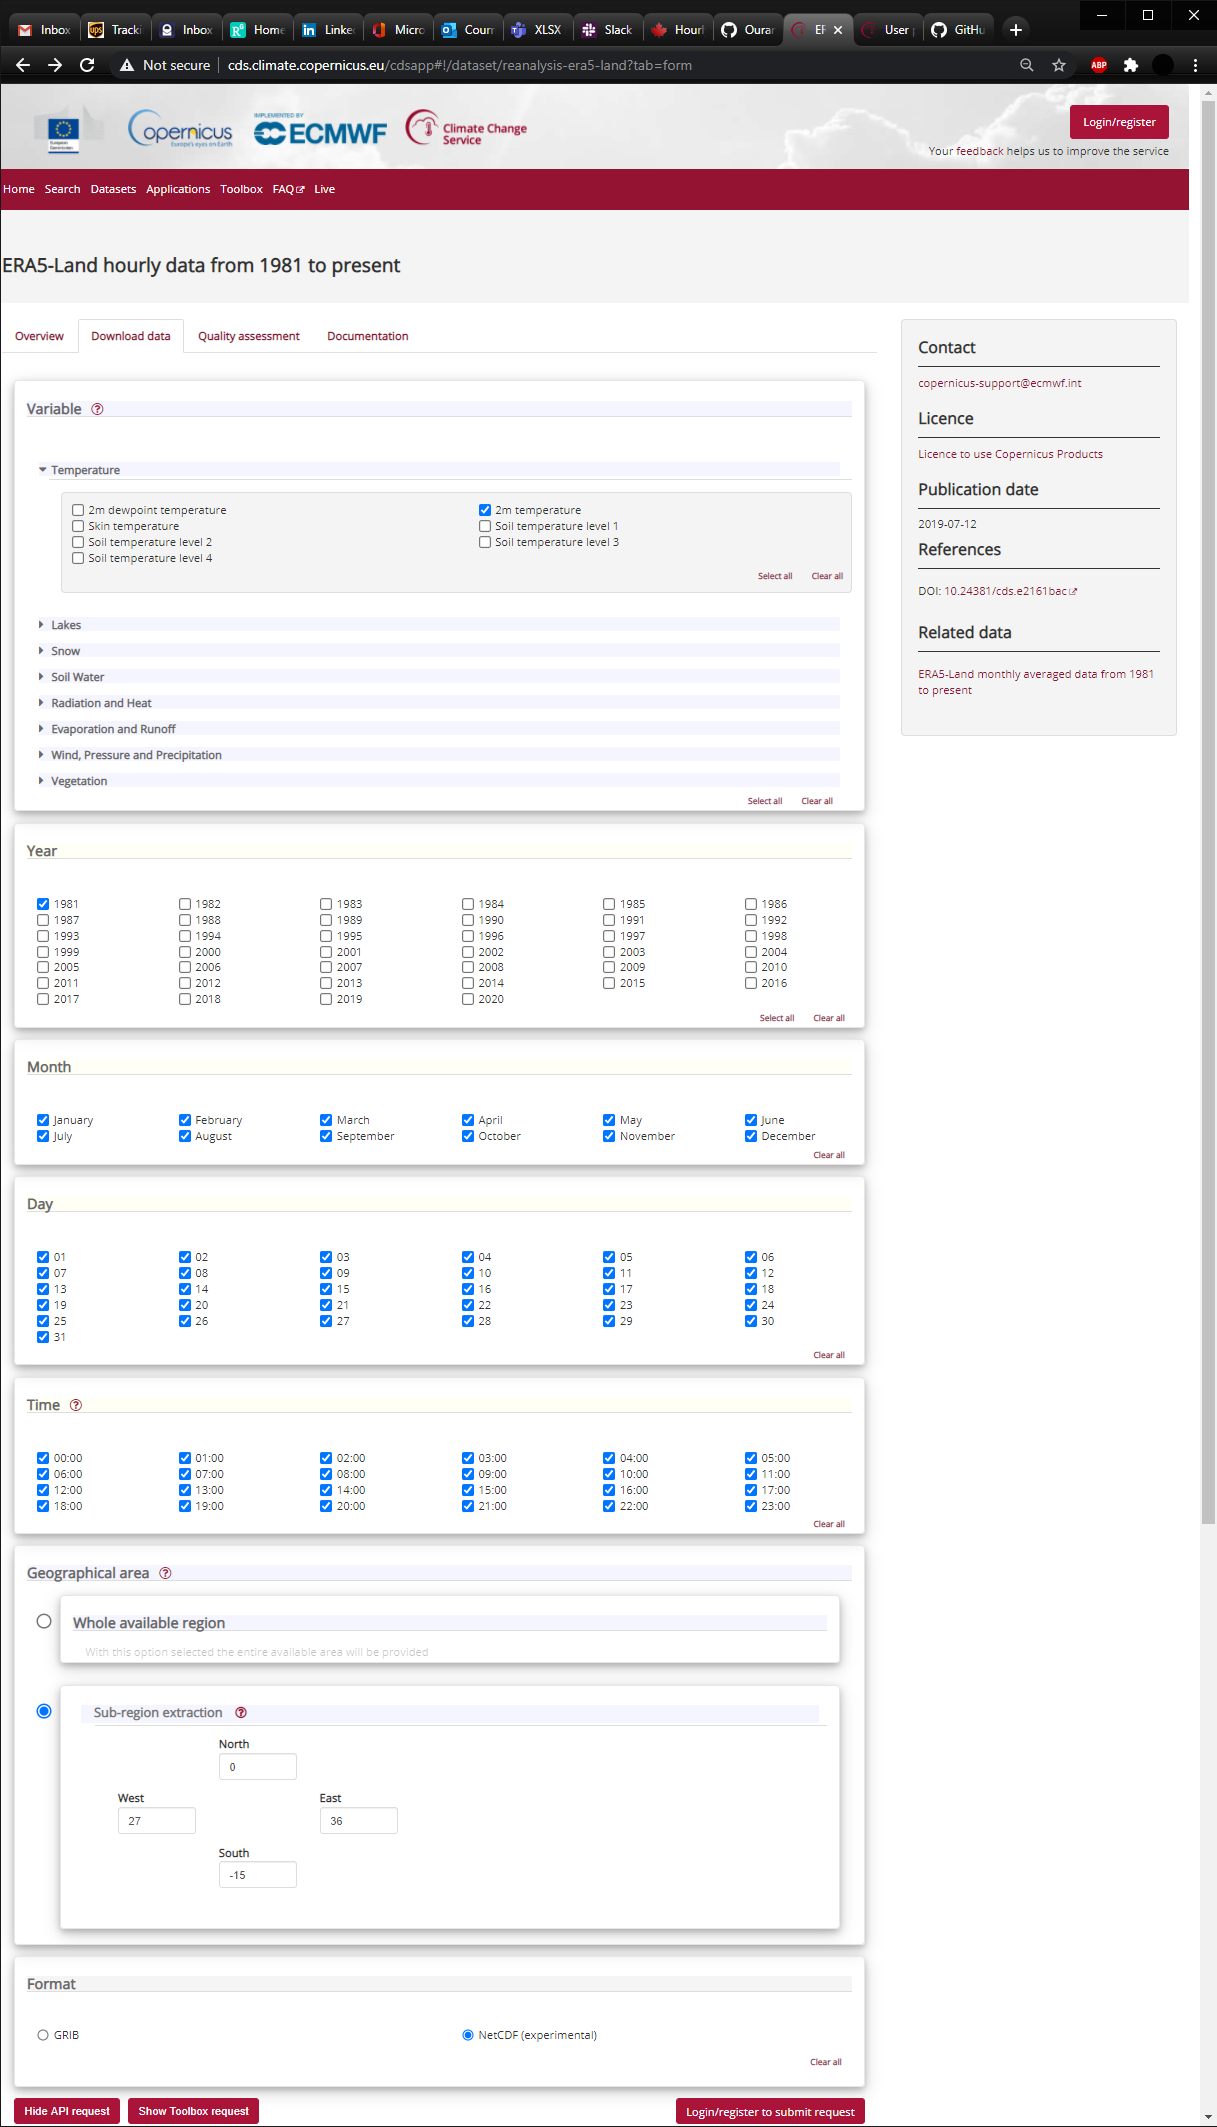 Inbox
Tracki
Inbox
Home
Linke
Micro
Cour
XLSX
Slack
Hourl
Oura
EF
User
GitHu
Not secure cds.climate.copernicus.eu/cdsapp#!/dataset/reanalysis-era5-land?tab=form ABP
European Commission
Copernicus
Europe's eyes on Earth
IMPLEMENTED BY
ECMWF
Climate Change Service
Login/register
Your feedback helps us to improve the service
Home Search Datasets Applications Toolbox FAQ Live
ERA5-Land hourly data from 1981 to present
Overview Download data Quality assessment Documentation
Variable
Temperature
2m dewpoint temperature 2m temperature
Skin temperature Soil temperature level 1
Soil temperature level 2 Soil temperature level 3
Soil temperature level 4
Select all Clear all
Lakes
Snow
Soil Water
Radiation and Heat
Evaporation and Runoff
Wind, Pressure and Precipitation
Vegetation
Select all Clear all
Year
1981 1982 1983 1984 1985 1986
1987 1988 1989 1990 1991 1992
1993 1994 1995 1996 1997 1998
1999 2000 2001 2002 2003 2004
2005 2006 2007 2008 2009 2010
2011 2012 2013 2014 2015 2016
2017 2018 2019 2020
Select all Clear all
Month
January February March April May June
July August September October November December
Clear all
Day
01 02 03 04 05 06
07 08 09 10 11 12
13 14 15 16 17 18
19 20 21 22 23 24
25 26 27 28 29 30
31
Clear all
Time
00:00 01:00 02:00 03:00 04:00 05:00
06:00 07:00 08:00 09:00 10:00 11:00
12:00 13:00 14:00 15:00 16:00 17:00
18:00 19:00 20:00 21:00 22:00 23:00
Clear all
Geographical area
Whole available region
With this option selected the entire available area will be provided
Sub-region extraction
North
0
West East
27 36
South
-15
Format
GRIB NetCDF (experimental)
Clear all
Hide API request Show Toolbox request Login/register to submit request
Contact
copernicus-support@ecmwf.int
Licence
Licence to use Copernicus Products
Publication date
2019-07-12
References
DOI: 10.24381/cds.e2161bac
Related data
ERA5-Land monthly averaged data from 1981
to present